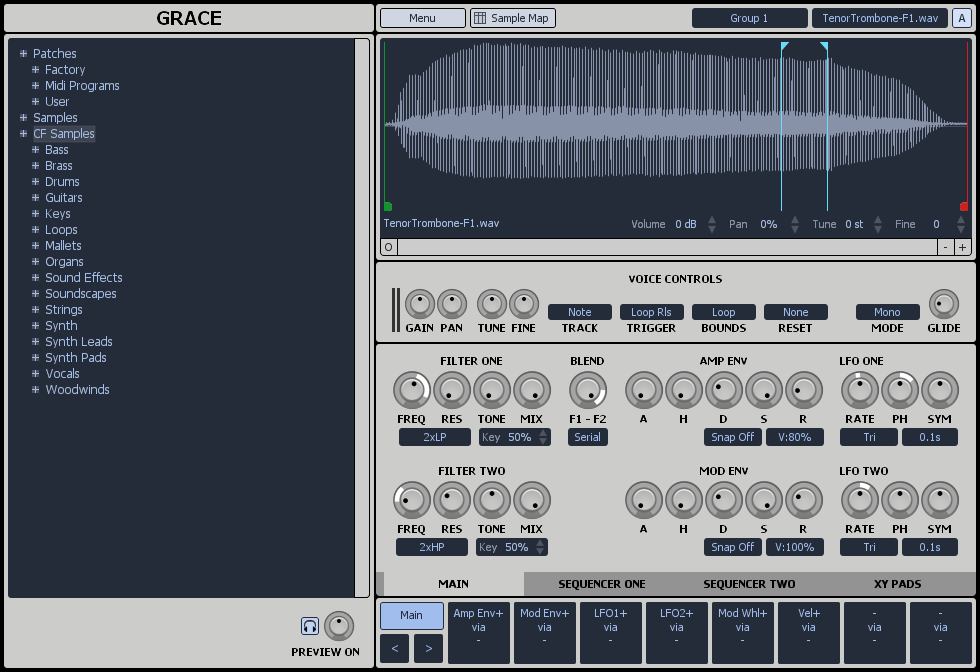 GRACE
Menu
Sample Map
Group 1
TenorTrombone-F1.wav
A
Patches
Factory
Midi Programs
User
Samples
CF Samples
Bass
Brass
Drums
Guitars
Keys
Loops
Mallets
Organs
Sound Effects
Soundscapes
Strings
Synth
Synth Leads
Synth Pads
Vocals
Woodwinds
PREVIEW ON
TenorTrombone-F1.wav
Volume 0 dB Pan 0% Tune 0 st Fine 0
O - +
VOICE CONTROLS
Note Loop Rls Loop None Mono
GAIN PAN TUNE FINE TRACK TRIGGER BOUNDS RESET MODE GLIDE
FILTER ONE BLEND AMP ENV LFO ONE
FREQ RES TONE MIX F1 - F2 A H D S R RATE PH SYM
2xLP Key 50% Serial Snap Off V:80% Tri 0.1s
FILTER TWO MOD ENV LFO TWO
FREQ RES TONE MIX A H D S R RATE PH SYM
2xHP Key 50% Snap Off V:100% Tri 0.1s
MAIN SEQUENCER ONE SEQUENCER TWO XY PADS
Main Amp Env+ Mod Env+ LFO1+ LFO2+ Mod Whl+ Vel+ - -
via via via via via via via via
< > - - - - - - - -